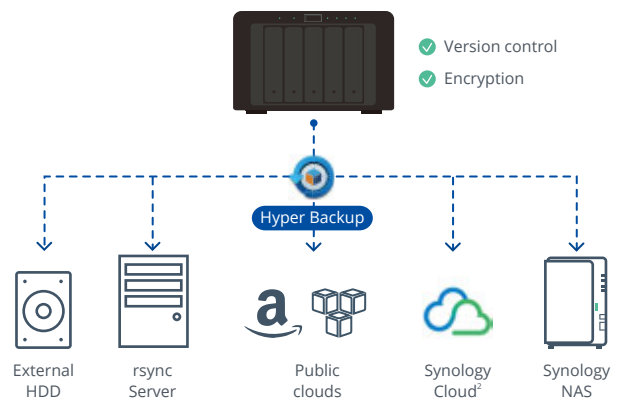 Version control
Encryption
Hyper Backup
External
HDD
rsync
Server
a
Public
clouds
Synology
Cloud²
Synology
NAS